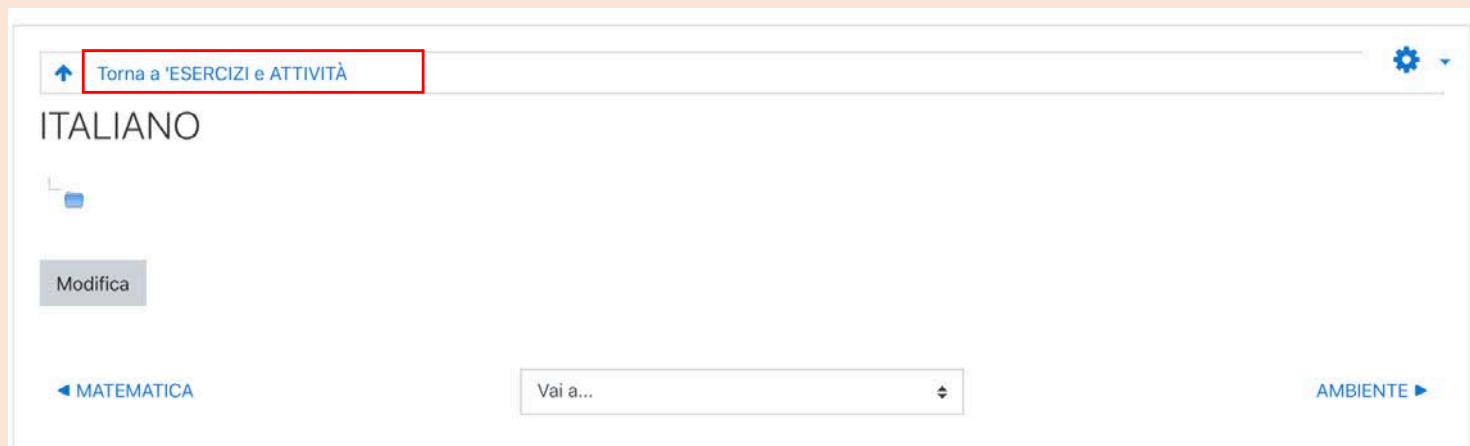 Torna a 'ESERCIZI e ATTIVITÀ
ITALIANO
Modifica
◄ MATEMATICA
Vai a...
AMBIENTE ►